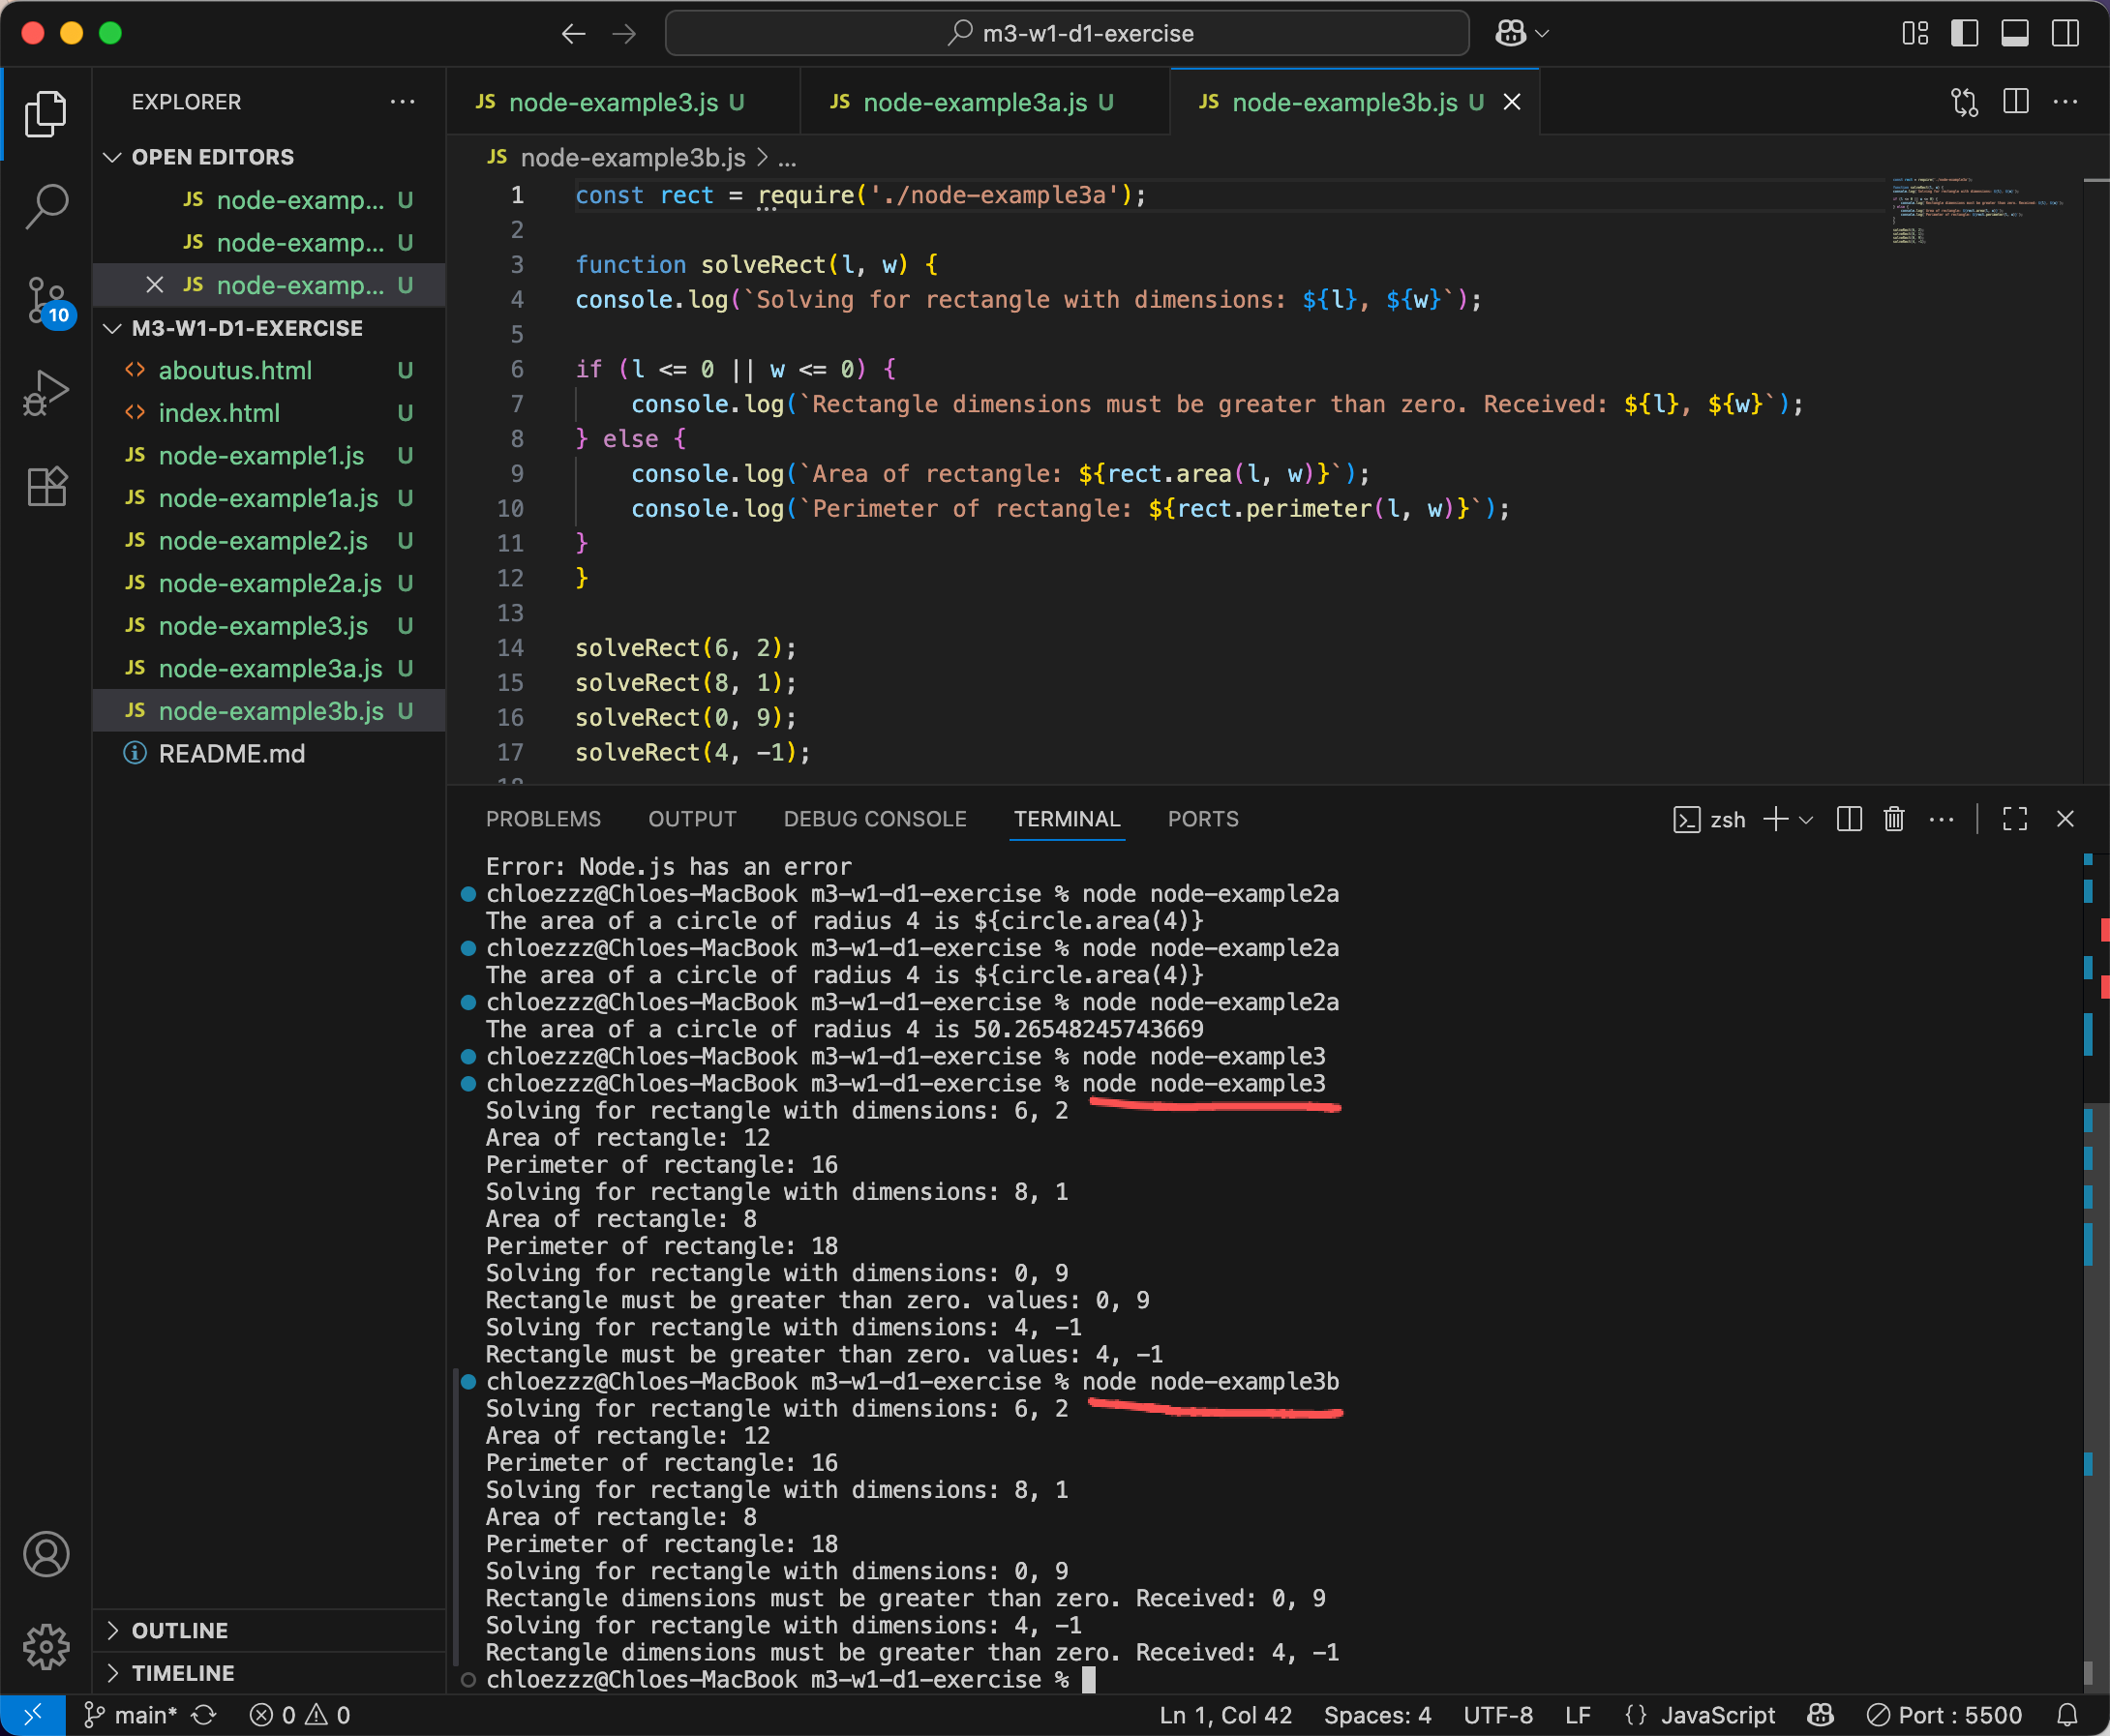 m3-w1-d1-exercise
EXPLORER
JS node-example3.js U
JS node-example3a.js U
JS node-example3b.js U
OPEN EDITORS
JS node-examp... U
JS node-examp... U
JS node-examp... U
M3-W1-D1-EXERCISE
aboutus.html U
index.html U
JS node-example1.js U
JS node-example1a.js U
JS node-example2.js U
JS node-example2a.js U
JS node-example3.js U
JS node-example3a.js U
JS node-example3b.js U
README.md
10
OUTLINE
TIMELINE
JS node-example3b.js > ...
1 const rect = require('./node-example3a');
2
3 function solveRect(l, w) {
4 console.log(`Solving for rectangle with dimensions: ${l}, ${w}`);
5
6 if (l <= 0 || w <= 0) {
7 console.log(`Rectangle dimensions must be greater than zero. Received: ${l}, ${w}`);
8 } else {
9 console.log(`Area of rectangle: ${rect.area(l, w)}`);
10 console.log(`Perimeter of rectangle: ${rect.perimeter(l, w)}`);
11 }
12 }
13
14 solveRect(6, 2);
15 solveRect(8, 1);
16 solveRect(0, 9);
17 solveRect(4, -1);
PROBLEMS OUTPUT DEBUG CONSOLE TERMINAL PORTS
zsh
Error: Node.js has an error
chloezzz@Chloes-MacBook m3-w1-d1-exercise % node node-example2a
The area of a circle of radius 4 is ${circle.area(4)}
chloezzz@Chloes-MacBook m3-w1-d1-exercise % node node-example2a
The area of a circle of radius 4 is ${circle.area(4)}
chloezzz@Chloes-MacBook m3-w1-d1-exercise % node node-example2a
The area of a circle of radius 4 is 50.26548245743669
chloezzz@Chloes-MacBook m3-w1-d1-exercise % node node-example3
chloezzz@Chloes-MacBook m3-w1-d1-exercise % node node-example3
Solving for rectangle with dimensions: 6, 2
Area of rectangle: 12
Perimeter of rectangle: 16
Solving for rectangle with dimensions: 8, 1
Area of rectangle: 8
Perimeter of rectangle: 18
Solving for rectangle with dimensions: 0, 9
Rectangle must be greater than zero. values: 0, 9
Solving for rectangle with dimensions: 4, -1
Rectangle must be greater than zero. values: 4, -1
chloezzz@Chloes-MacBook m3-w1-d1-exercise % node node-example3b
Solving for rectangle with dimensions: 6, 2
Area of rectangle: 12
Perimeter of rectangle: 16
Solving for rectangle with dimensions: 8, 1
Area of rectangle: 8
Perimeter of rectangle: 18
Solving for rectangle with dimensions: 0, 9
Rectangle dimensions must be greater than zero. Received: 0, 9
Solving for rectangle with dimensions: 4, -1
Rectangle dimensions must be greater than zero. Received: 4, -1
chloezzz@Chloes-MacBook m3-w1-d1-exercise %
main* 0 0 Ln 1, Col 42 Spaces: 4 UTF-8 LF {} JavaScript Port : 5500